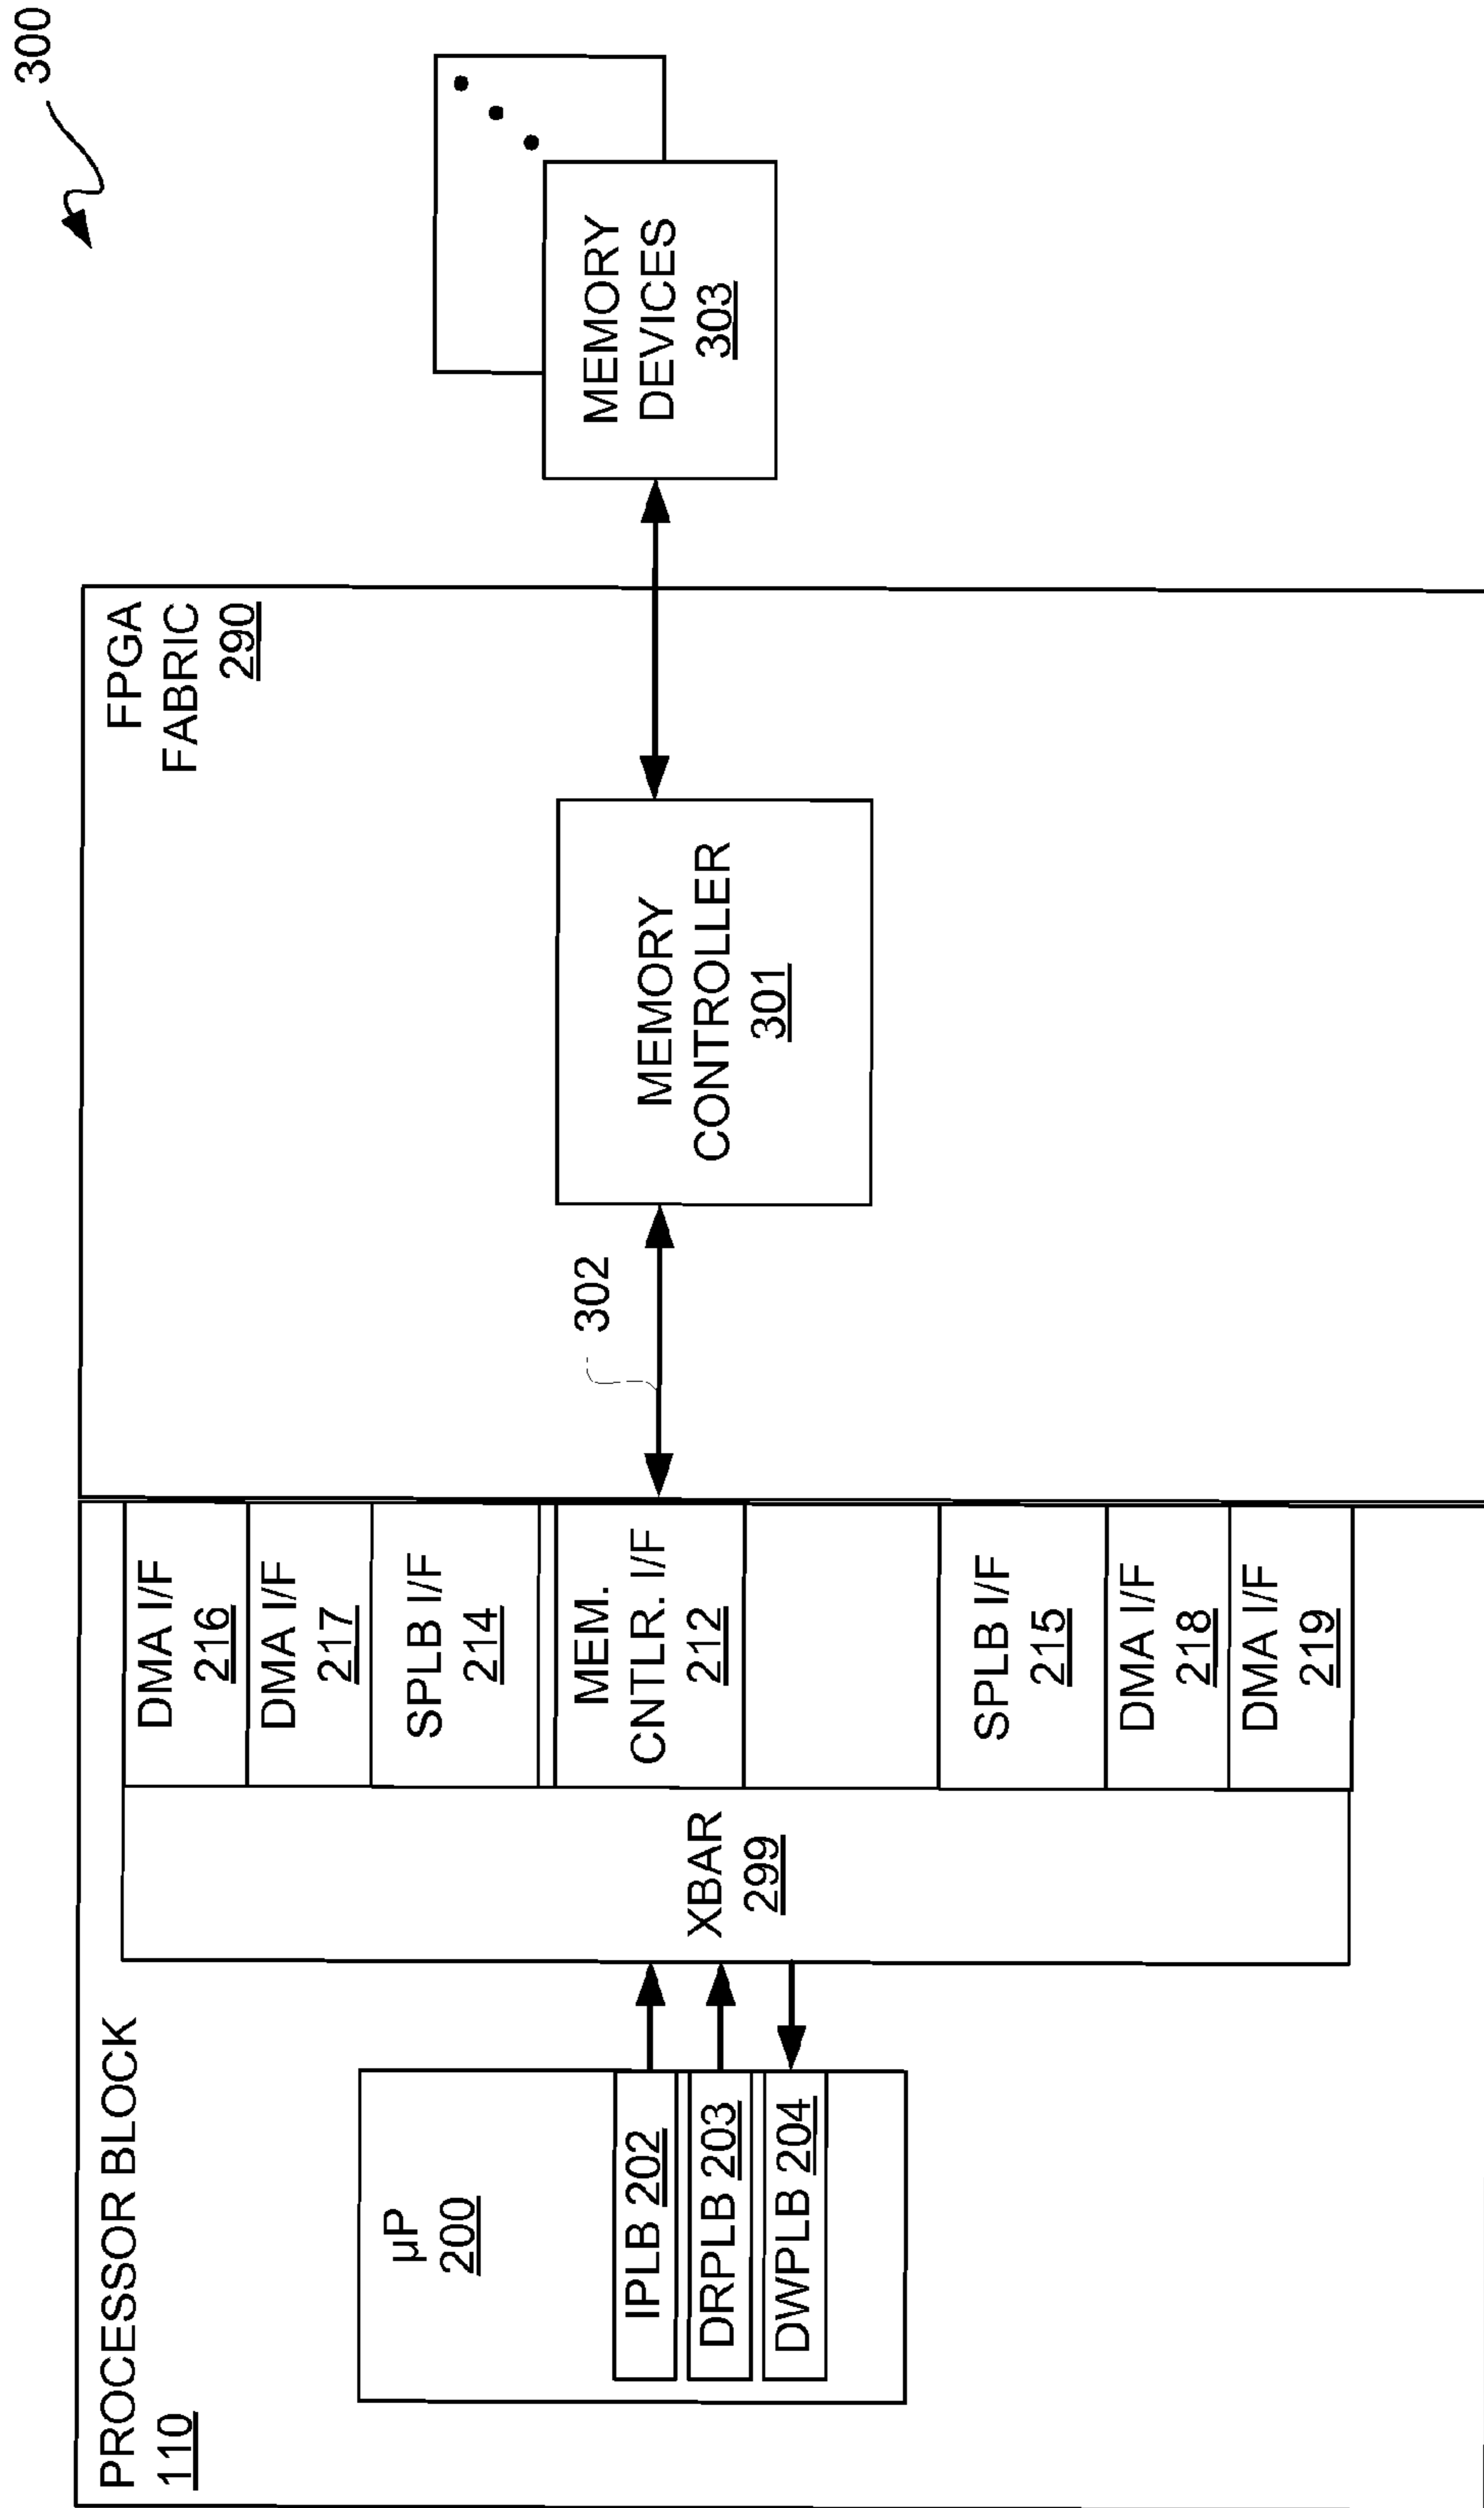 300
PROCESSOR BLOCK
110
µP
200
IPLB 202
DRPLB 203
DWPLB 204
XBAR
299
DMA I/F
216
DMA I/F
217
SPLB I/F
214
MEM.
CNTLR. I/F
212
SPLB I/F
215
DMA I/F
218
DMA I/F
219
302
FPGA
FABRIC
290
MEMORY
CONTROLLER
301
MEMORY
DEVICES
303